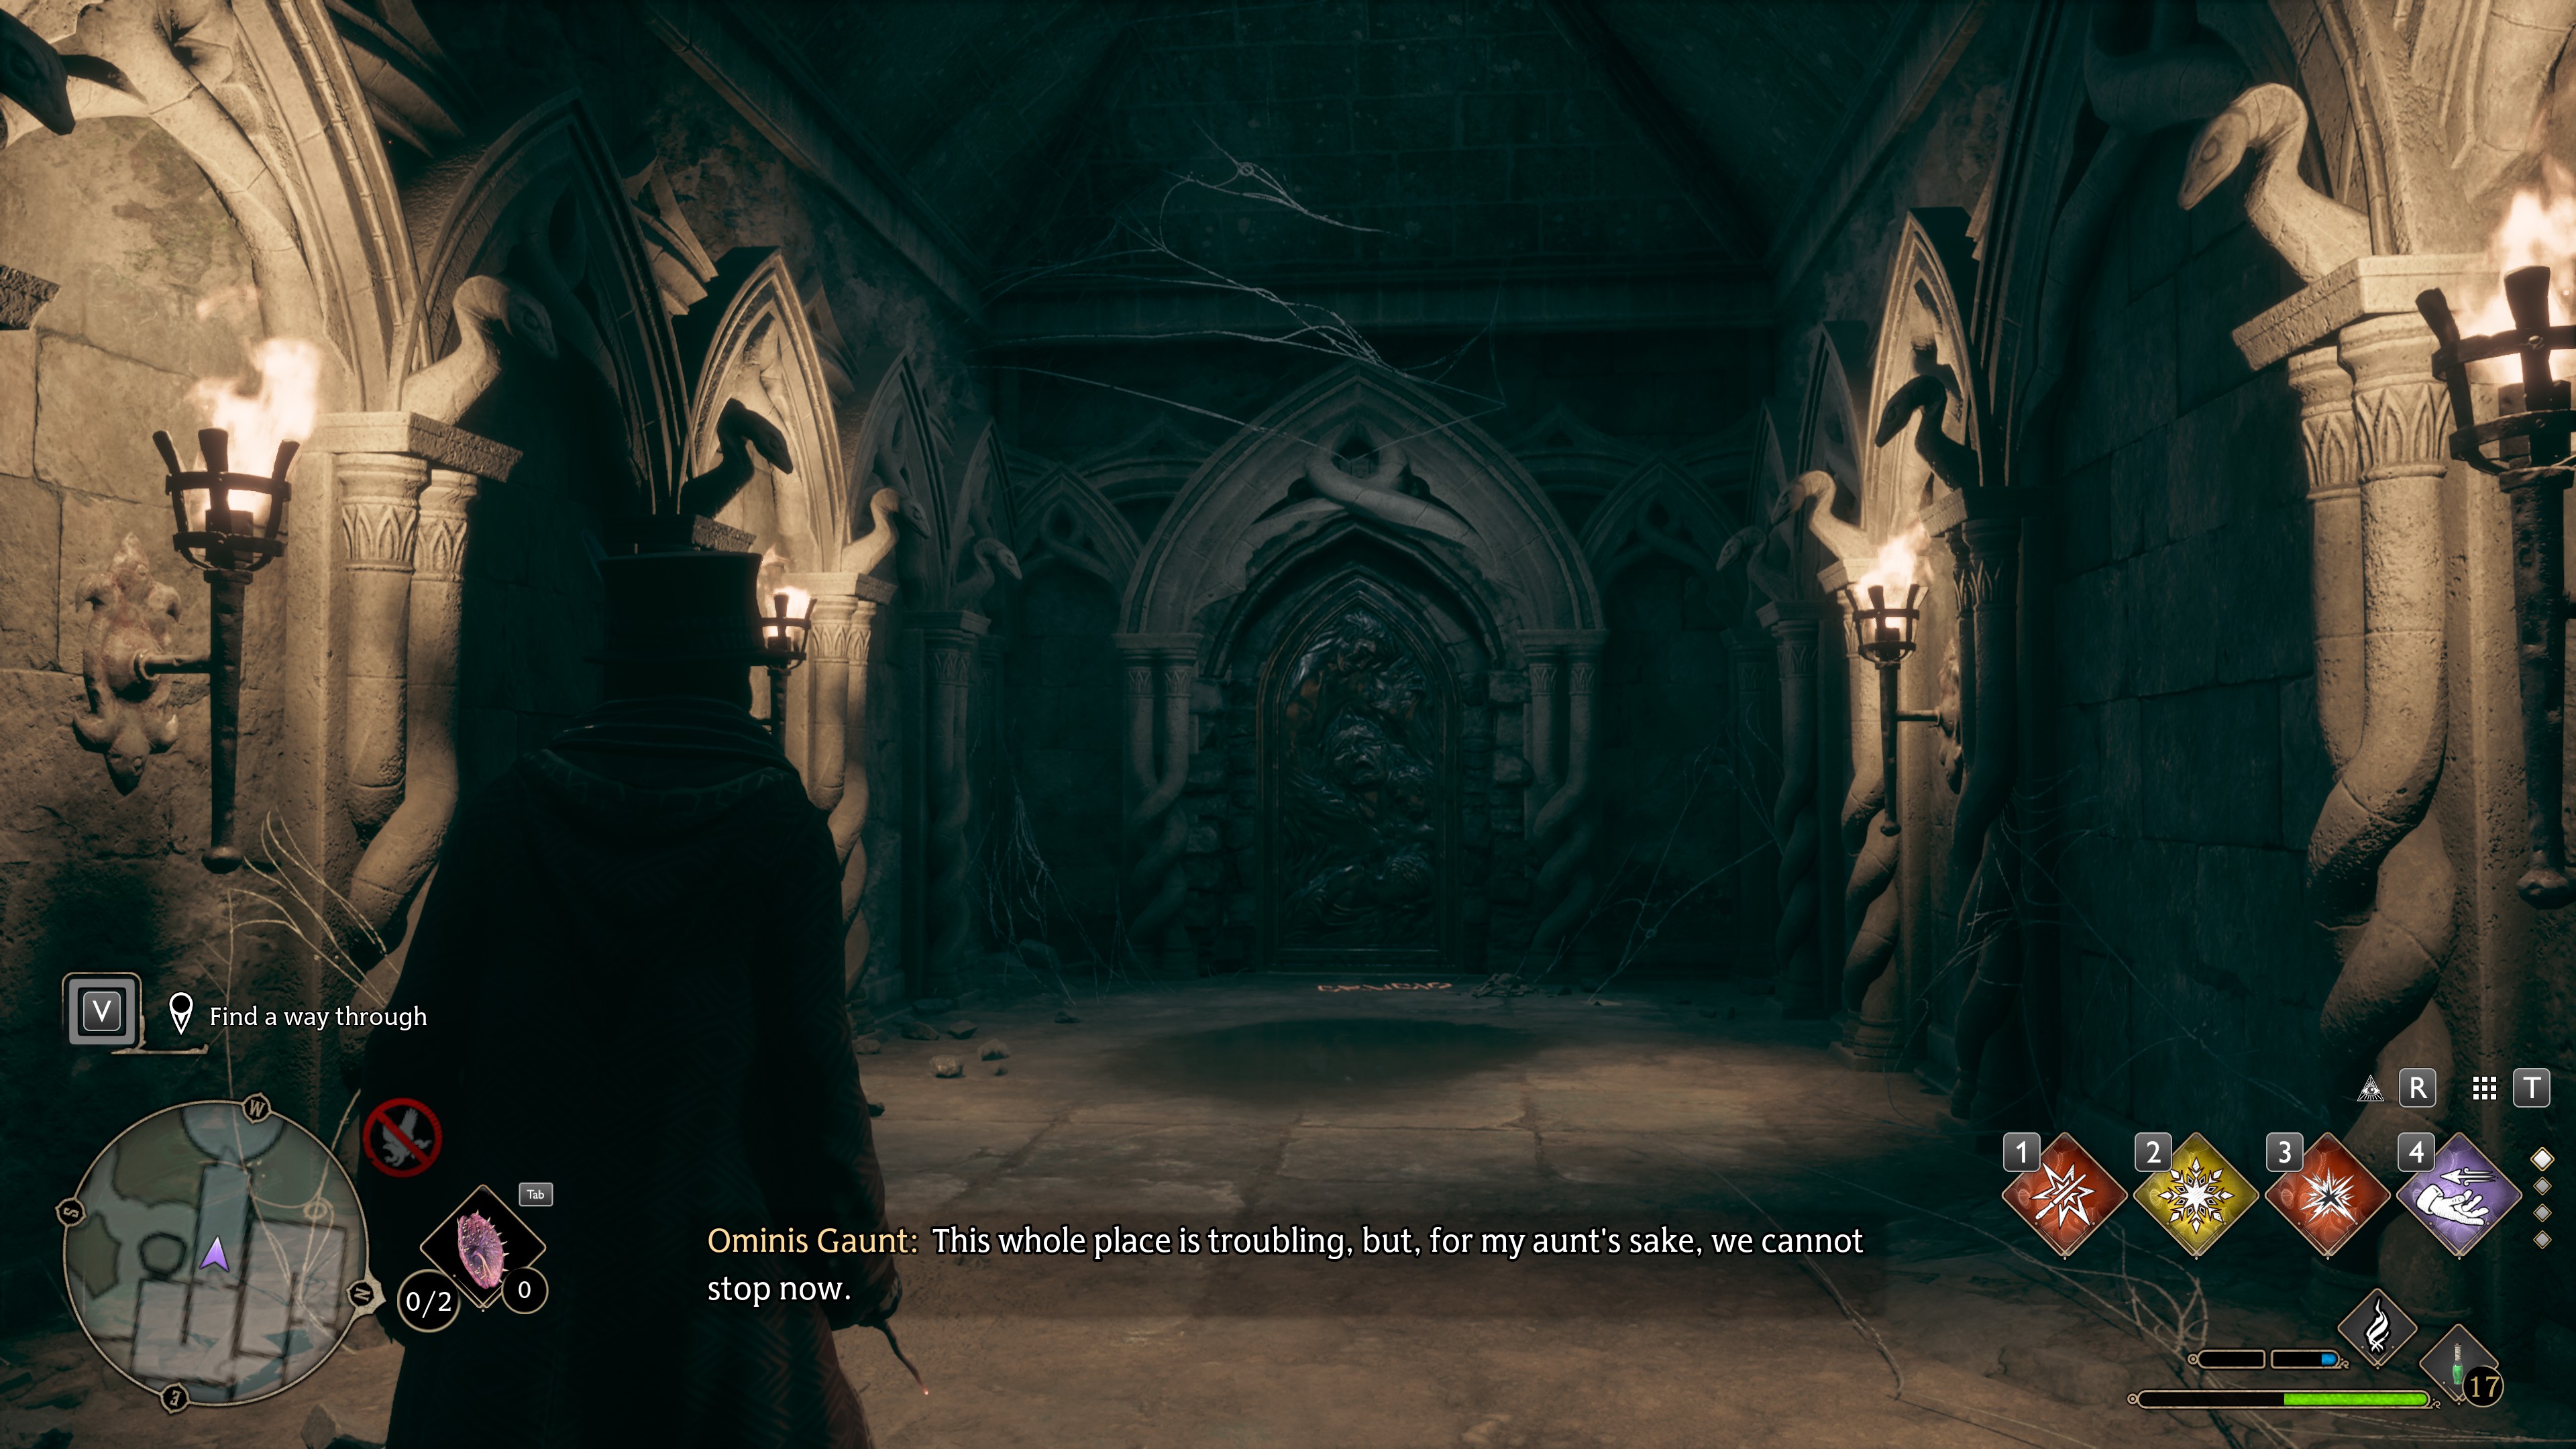 CRUCIO
V Find a way through
R T
1 2 3 4
W
S
N
E
Tab
0/2 0
Ominis Gaunt: This whole place is troubling, but, for my aunt's sake, we cannot
stop now.
17